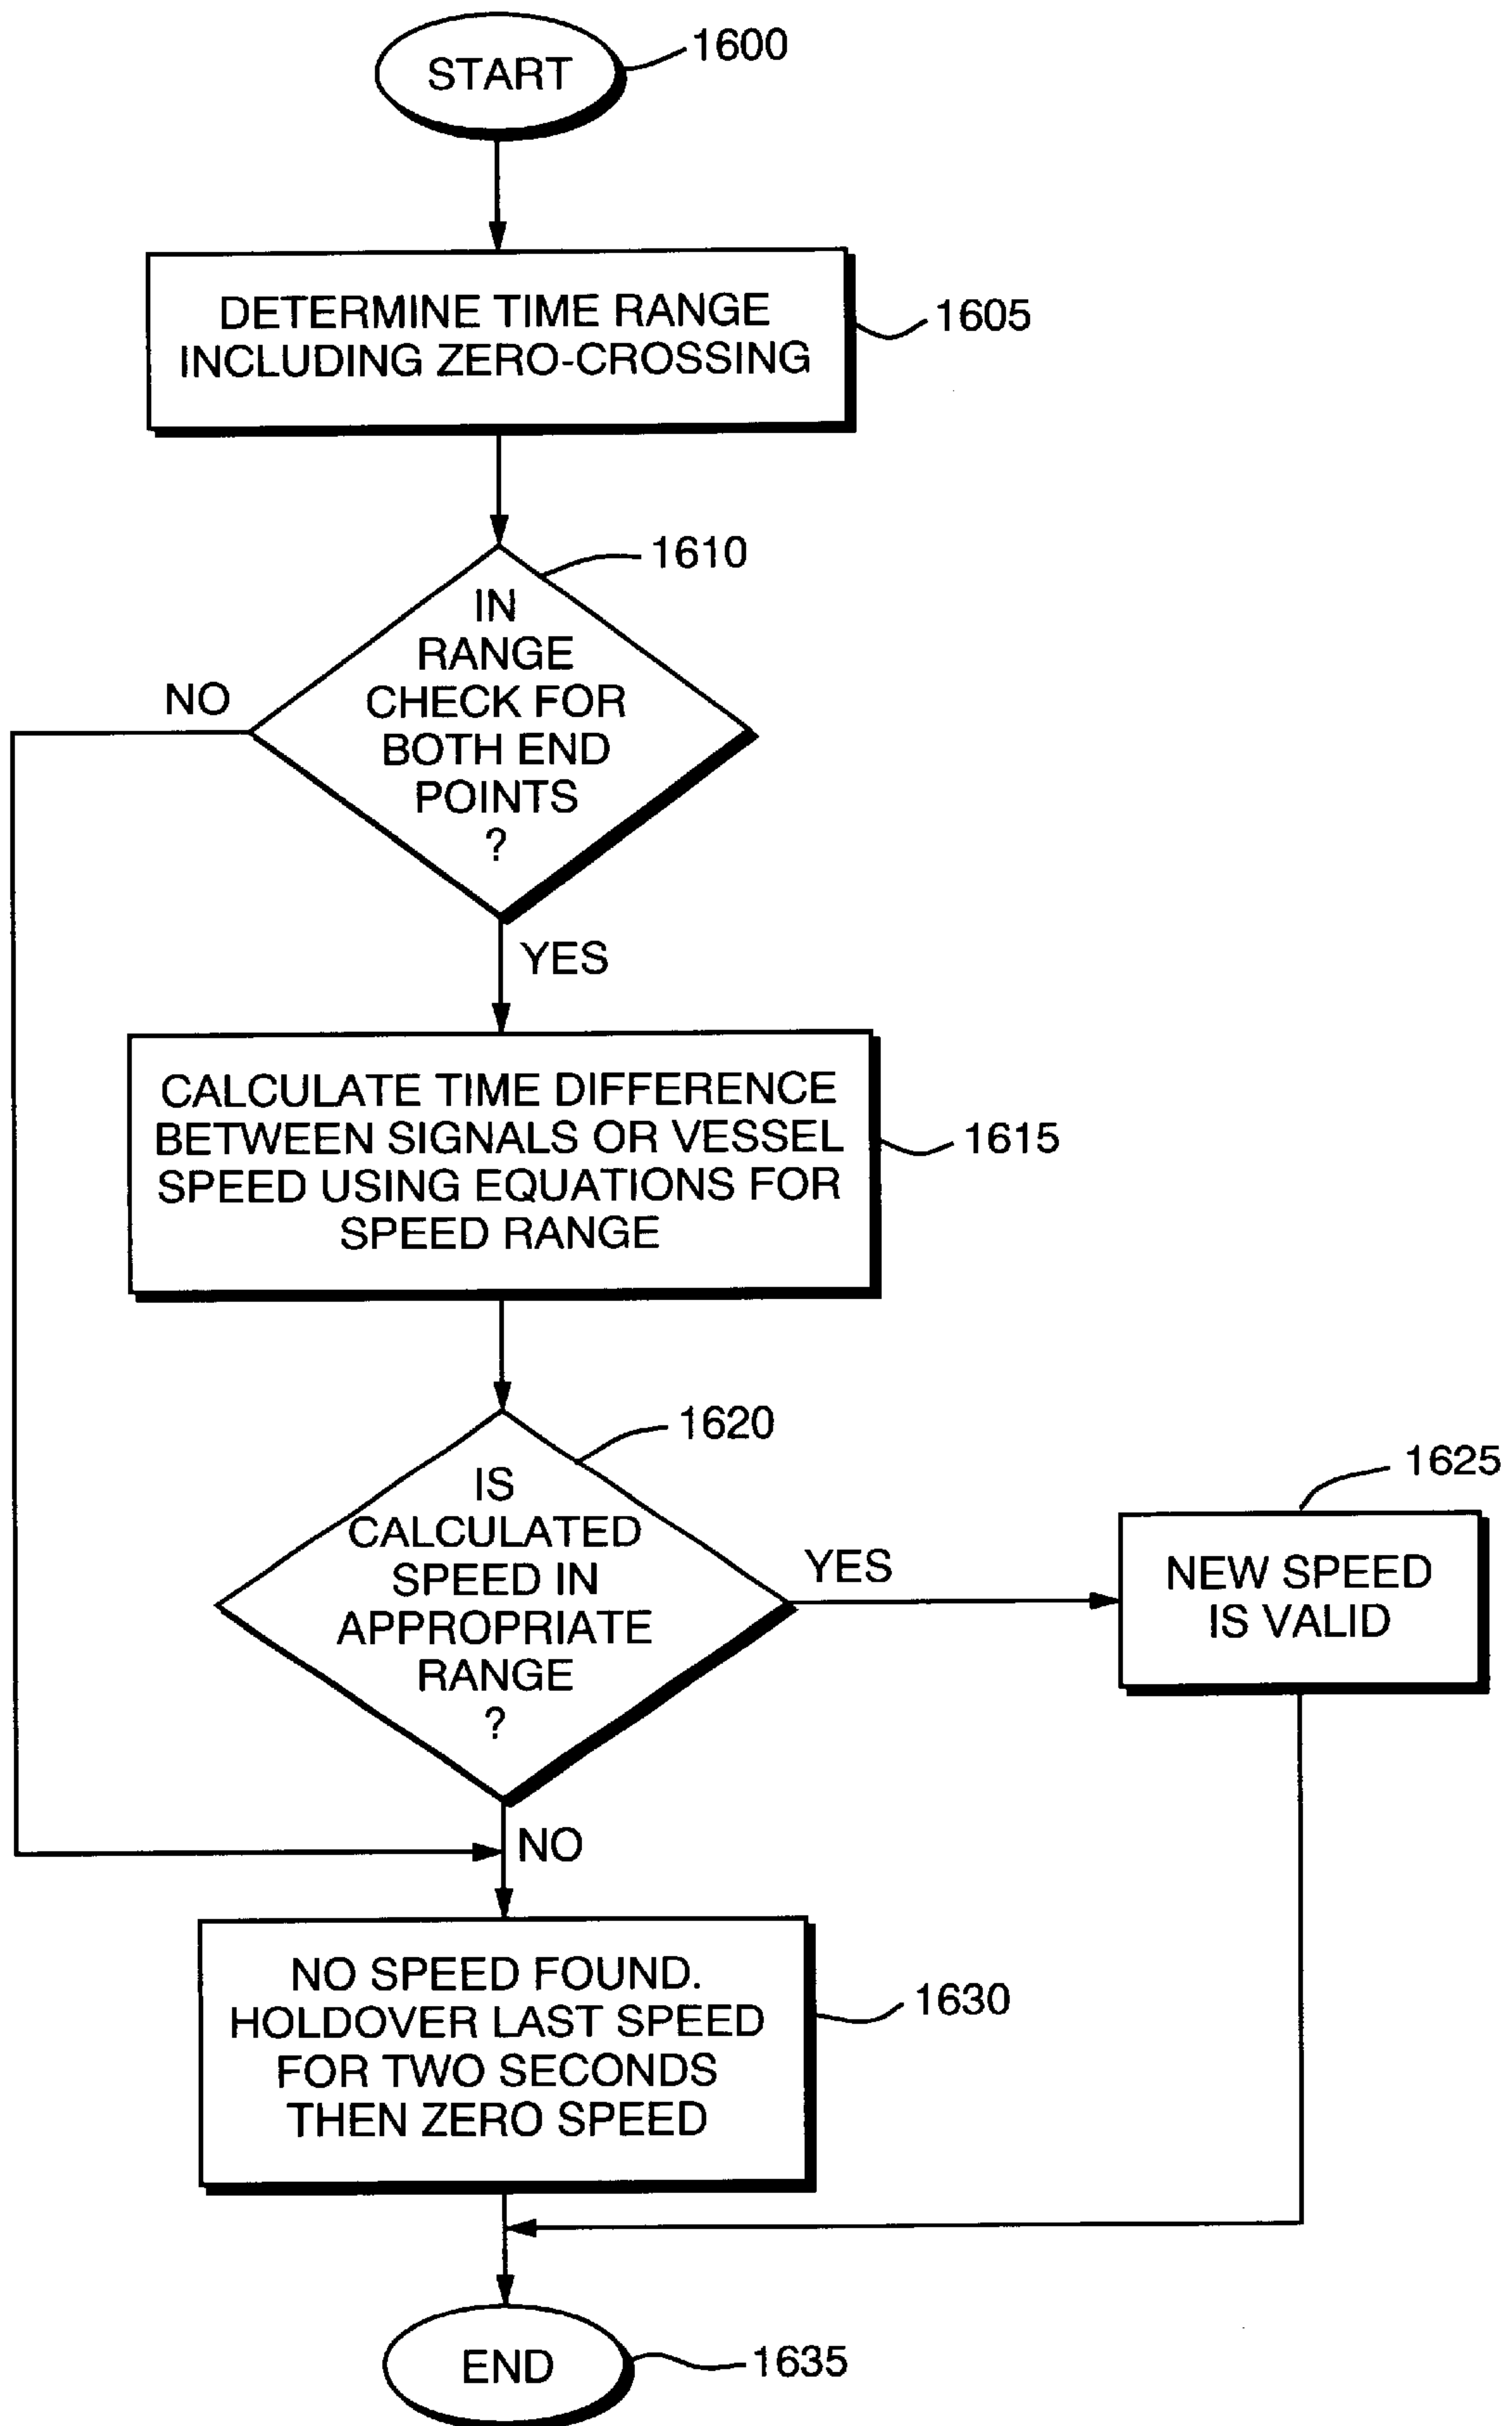 START
1600
DETERMINE TIME RANGE
INCLUDING ZERO-CROSSING
1605
1610
IN
RANGE
CHECK FOR
BOTH END
POINTS
?
NO
YES
CALCULATE TIME DIFFERENCE
BETWEEN SIGNALS OR VESSEL
SPEED USING EQUATIONS FOR
SPEED RANGE
1615
1620
IS
CALCULATED
SPEED IN
APPROPRIATE
RANGE
?
YES
1625
NEW SPEED
IS VALID
NO
NO SPEED FOUND.
HOLDOVER LAST SPEED
FOR TWO SECONDS
THEN ZERO SPEED
1630
END
1635